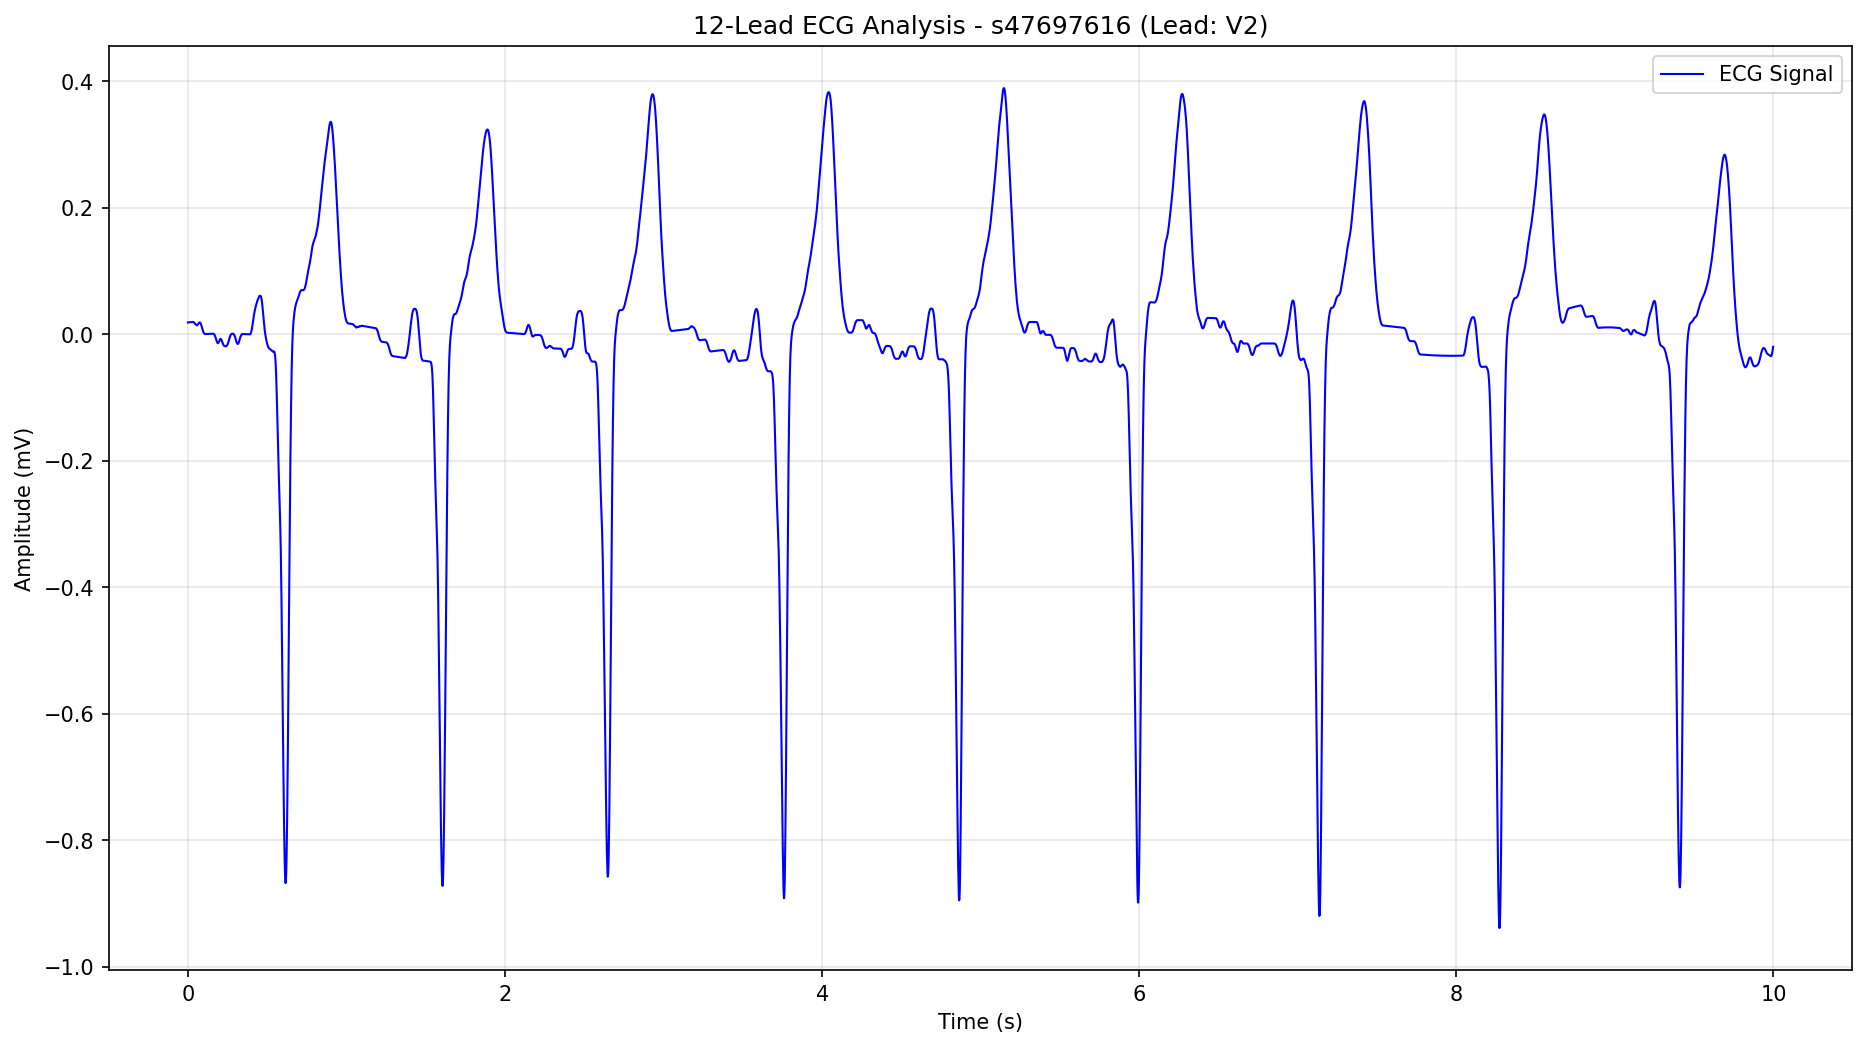 12-Lead ECG Analysis - s47697616 (Lead: V2)
ECG Signal
0.4
0.2
0.0
−0.2
−0.4
−0.6
−0.8
−1.0
Amplitude (mV)
0 2 4 6 8 10
Time (s)